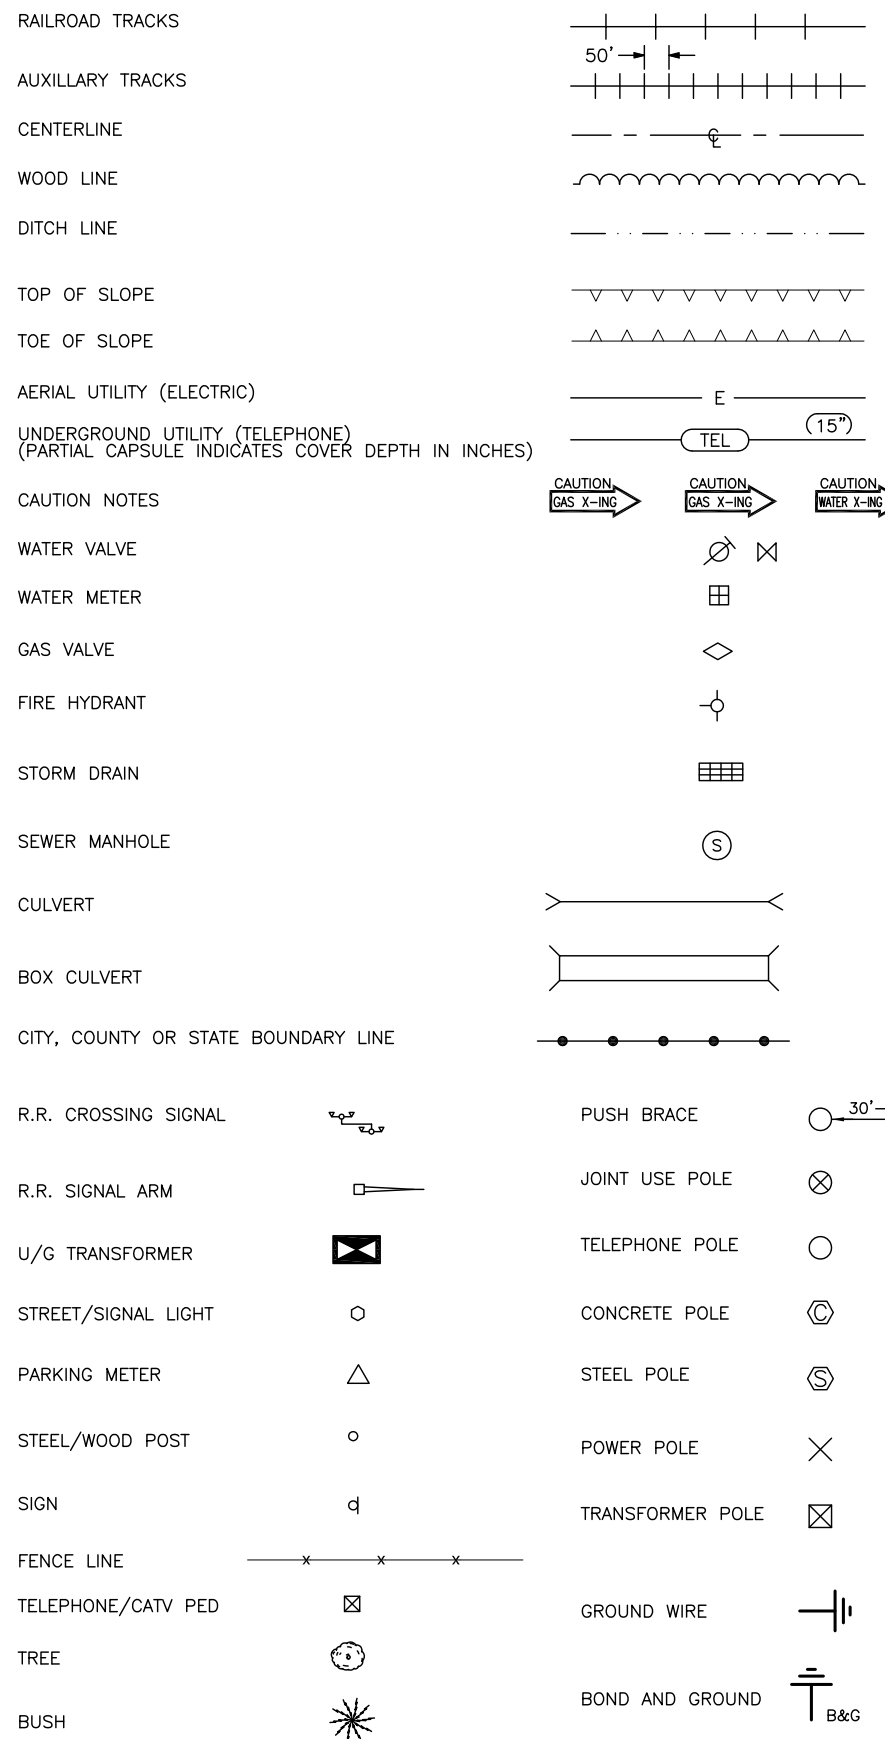 RAILROAD TRACKS
50'
AUXILLARY TRACKS
CENTERLINE
℄
WOOD LINE
DITCH LINE
TOP OF SLOPE
TOE OF SLOPE
AERIAL UTILITY (ELECTRIC)
E
UNDERGROUND UTILITY (TELEPHONE)
TEL
(15")
(PARTIAL CAPSULE INDICATES COVER DEPTH IN INCHES)
CAUTION NOTES
CAUTION
GAS X-ING
CAUTION
GAS X-ING
CAUTION
WATER X-ING
WATER VALVE
WATER METER
GAS VALVE
FIRE HYDRANT
STORM DRAIN
SEWER MANHOLE
S
CULVERT
BOX CULVERT
CITY, COUNTY OR STATE BOUNDARY LINE
R.R. CROSSING SIGNAL
R.R. SIGNAL ARM
U/G TRANSFORMER
STREET/SIGNAL LIGHT
PARKING METER
STEEL/WOOD POST
SIGN
FENCE LINE
x x x
TELEPHONE/CATV PED
TREE
BUSH
PUSH BRACE
30'
JOINT USE POLE
TELEPHONE POLE
CONCRETE POLE
C
STEEL POLE
S
POWER POLE
TRANSFORMER POLE
GROUND WIRE
BOND AND GROUND
B&G